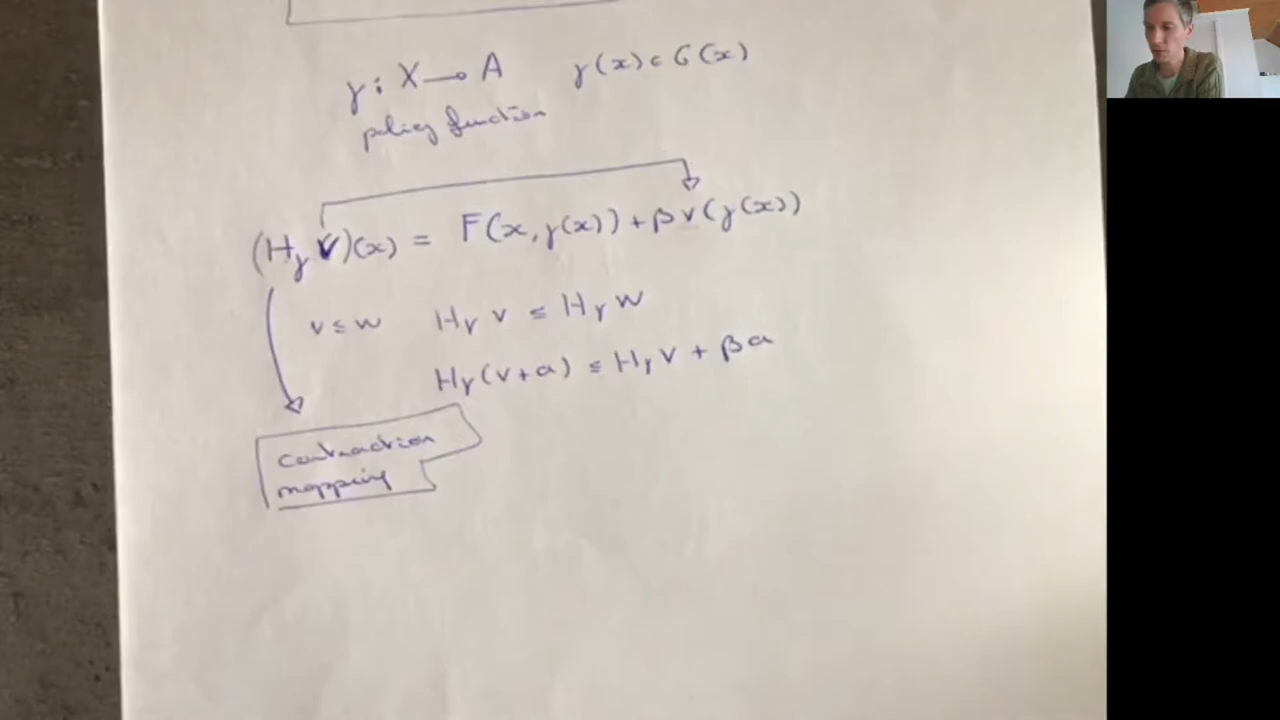 γ : X → A   γ(x) ∈ G(x)
policy function
(H_γ v)(x) = F(x, γ(x)) + β v(γ(x))
v ≤ w   H_γ v ≤ H_γ w
H_γ (v+a) ≤ H_γ v + βa
contraction
mapping